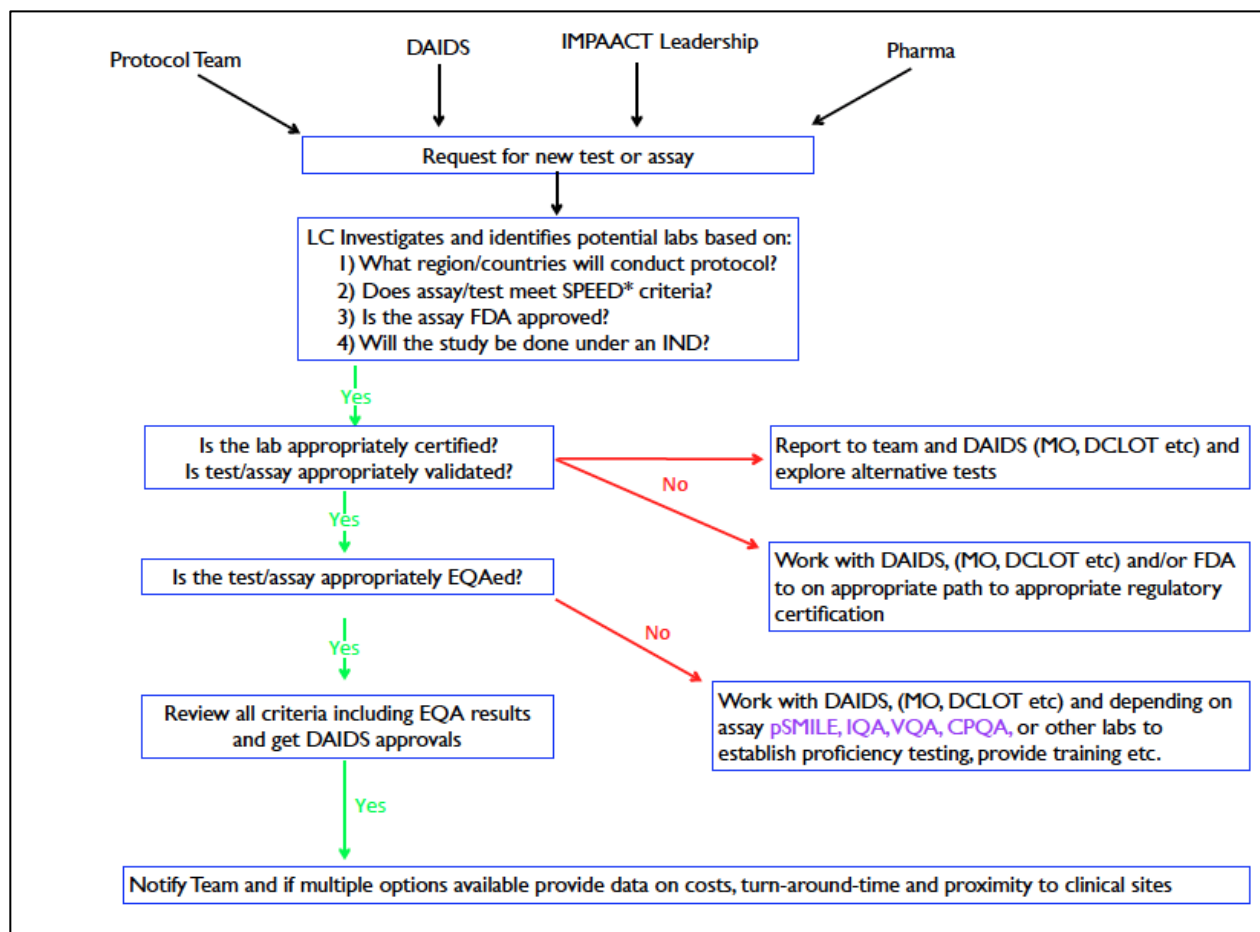 Protocol Team
DAIDS
IMPAACT Leadership
Pharma
Request for new test or assay
LC Investigates and identifies potential labs based on:
1) What region/countries will conduct protocol?
2) Does assay/test meet SPEED* criteria?
3) Is the assay FDA approved?
4) Will the study be done under an IND?
Yes
Is the lab appropriately certified?
Is test/assay appropriately validated?
No
Report to team and DAIDS (MO, DCLOT etc) and
explore alternative tests
Yes
Work with DAIDS, (MO, DCLOT etc) and/or FDA
to on appropriate path to appropriate regulatory
certification
Is the test/assay appropriately EQAed?
No
Yes
Work with DAIDS, (MO, DCLOT etc) and depending on
assay pSMILE, IQA, VQA, CPQA, or other labs to
establish proficiency testing, provide training etc.
Review all criteria including EQA results
and get DAIDS approvals
Yes
Notify Team and if multiple options available provide data on costs, turn-around-time and proximity to clinical sites